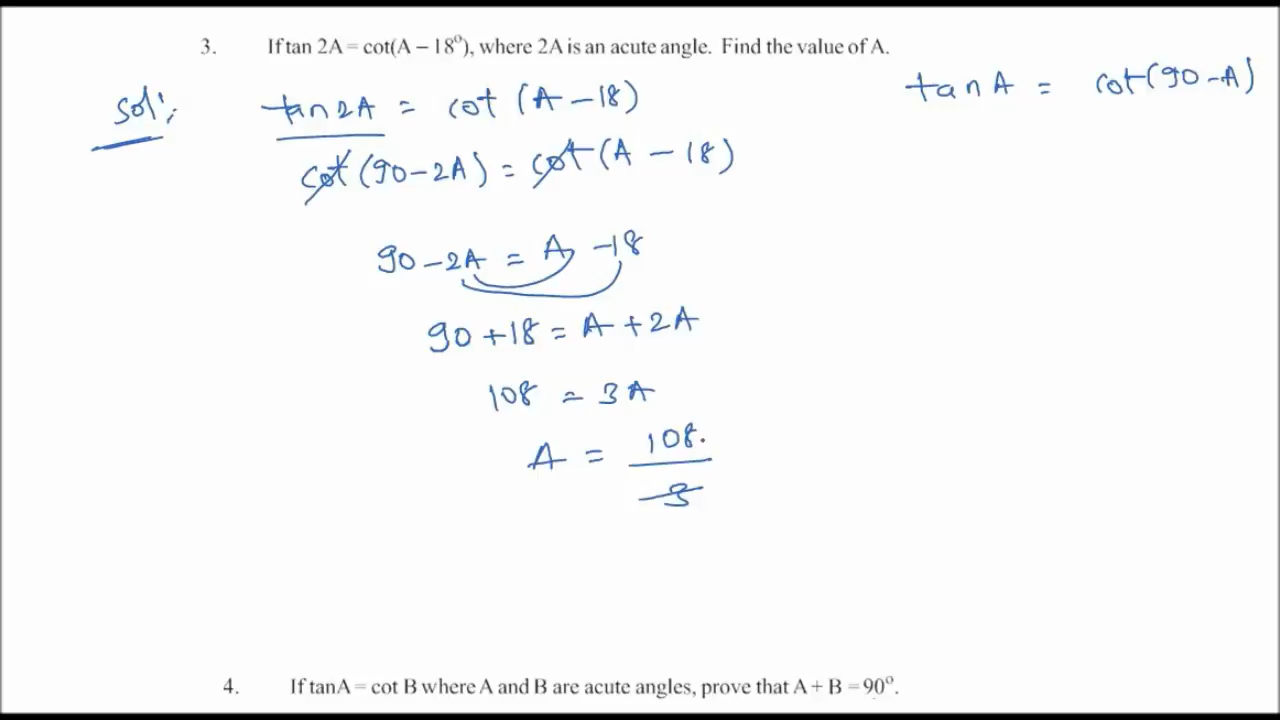 3. If tan 2A = cot(A – 18°), where 2A is an acute angle. Find the value of A.
Sol:
tan 2A = cot (A – 18)
tan A = cot(90 – A)
cot (90 – 2A) = cot (A – 18)
90 – 2A = A – 18
90 + 18 = A + 2A
108 = 3A
A = 108/3
4. If tanA = cot B where A and B are acute angles, prove that A + B = 90°.